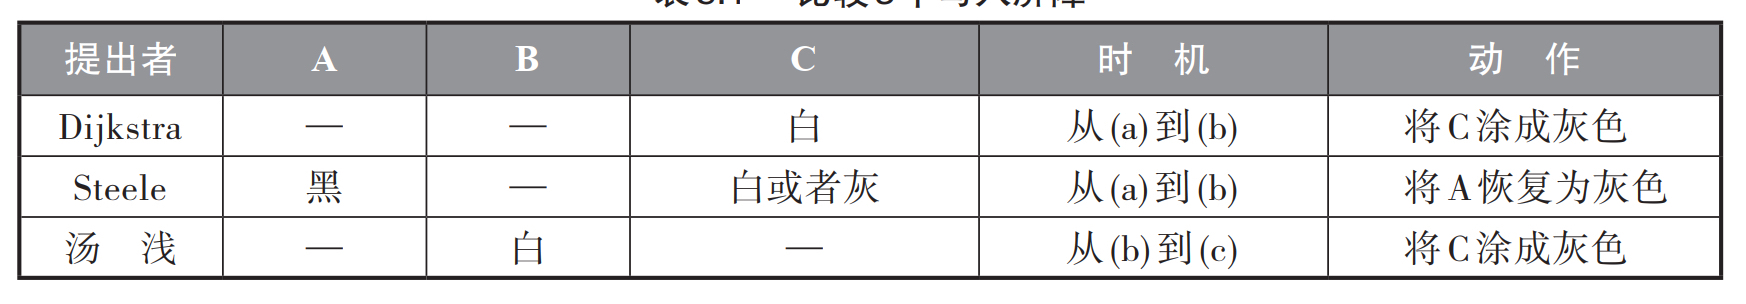 提出者 A B C 时 机 动 作
Dijkstra — — 白 从(a)到(b) 将C涂成灰色
Steele 黑 — 白或者灰 从(a)到(b) 将A恢复为灰色
汤 浅 — 白 — 从(b)到(c) 将C涂成灰色